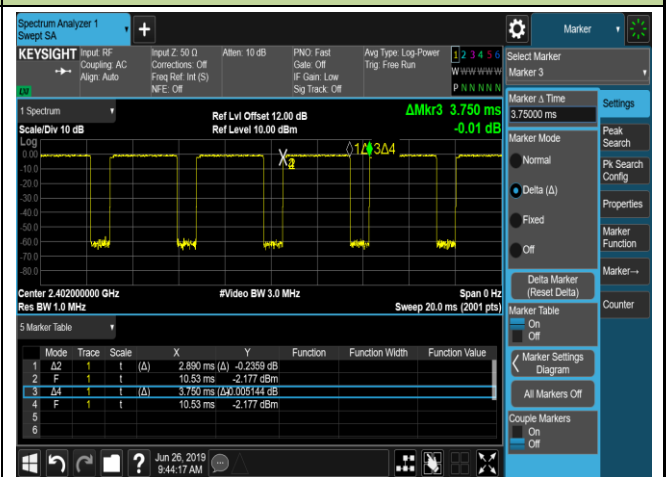 Spectrum Analyzer 1
Swept SA
+
Marker
KEYSIGHT
Input: RF
Coupling: AC
Align: Auto
Input Z: 50 Ω
Corrections: Off
Freq Ref: Int (S)
NFE: Off
Atten: 10 dB
PNO: Fast
Gate: Off
IF Gain: Low
Sig Track: Off
Avg Type: Log-Power
Trig: Free Run
1 2 3 4 5 6
W W W W W W
P N N N N N
LXI
1 Spectrum
Scale/Div 10 dB
Ref Lvl Offset 12.00 dB
Ref Level 10.00 dBm
ΔMkr3 3.750 ms
-0.01 dB
Log
0.00
-10.0
-20.0
-30.0
-40.0
-50.0
-60.0
-70.0
-80.0
Center 2.402000000 GHz
Res BW 1.0 MHz
#Video BW 3.0 MHz
Span 0 Hz
Sweep 20.0 ms (2001 pts)
5 Marker Table
Mode Trace Scale X Y Function Function Width Function Value
1 Δ2 1 t (Δ) 2.890 ms (Δ) -0.2359 dB
2 F 1 t 10.53 ms -2.177 dBm
3 Δ4 1 t (Δ) 3.750 ms (Δ) -0.005144 dB
4 F 1 t 10.53 ms -2.177 dBm
5
6
Jun 26, 2019
9:44:17 AM
Select Marker
Marker 3
Marker Δ Time
3.75000 ms
Marker Mode
Normal
Delta (Δ)
Fixed
Off
Delta Marker
(Reset Delta)
Marker Table
On
Off
Marker Settings
Diagram
All Markers Off
Couple Markers
On
Off
Settings
Peak
Search
Pk Search
Config
Properties
Marker
Function
Marker→
Counter